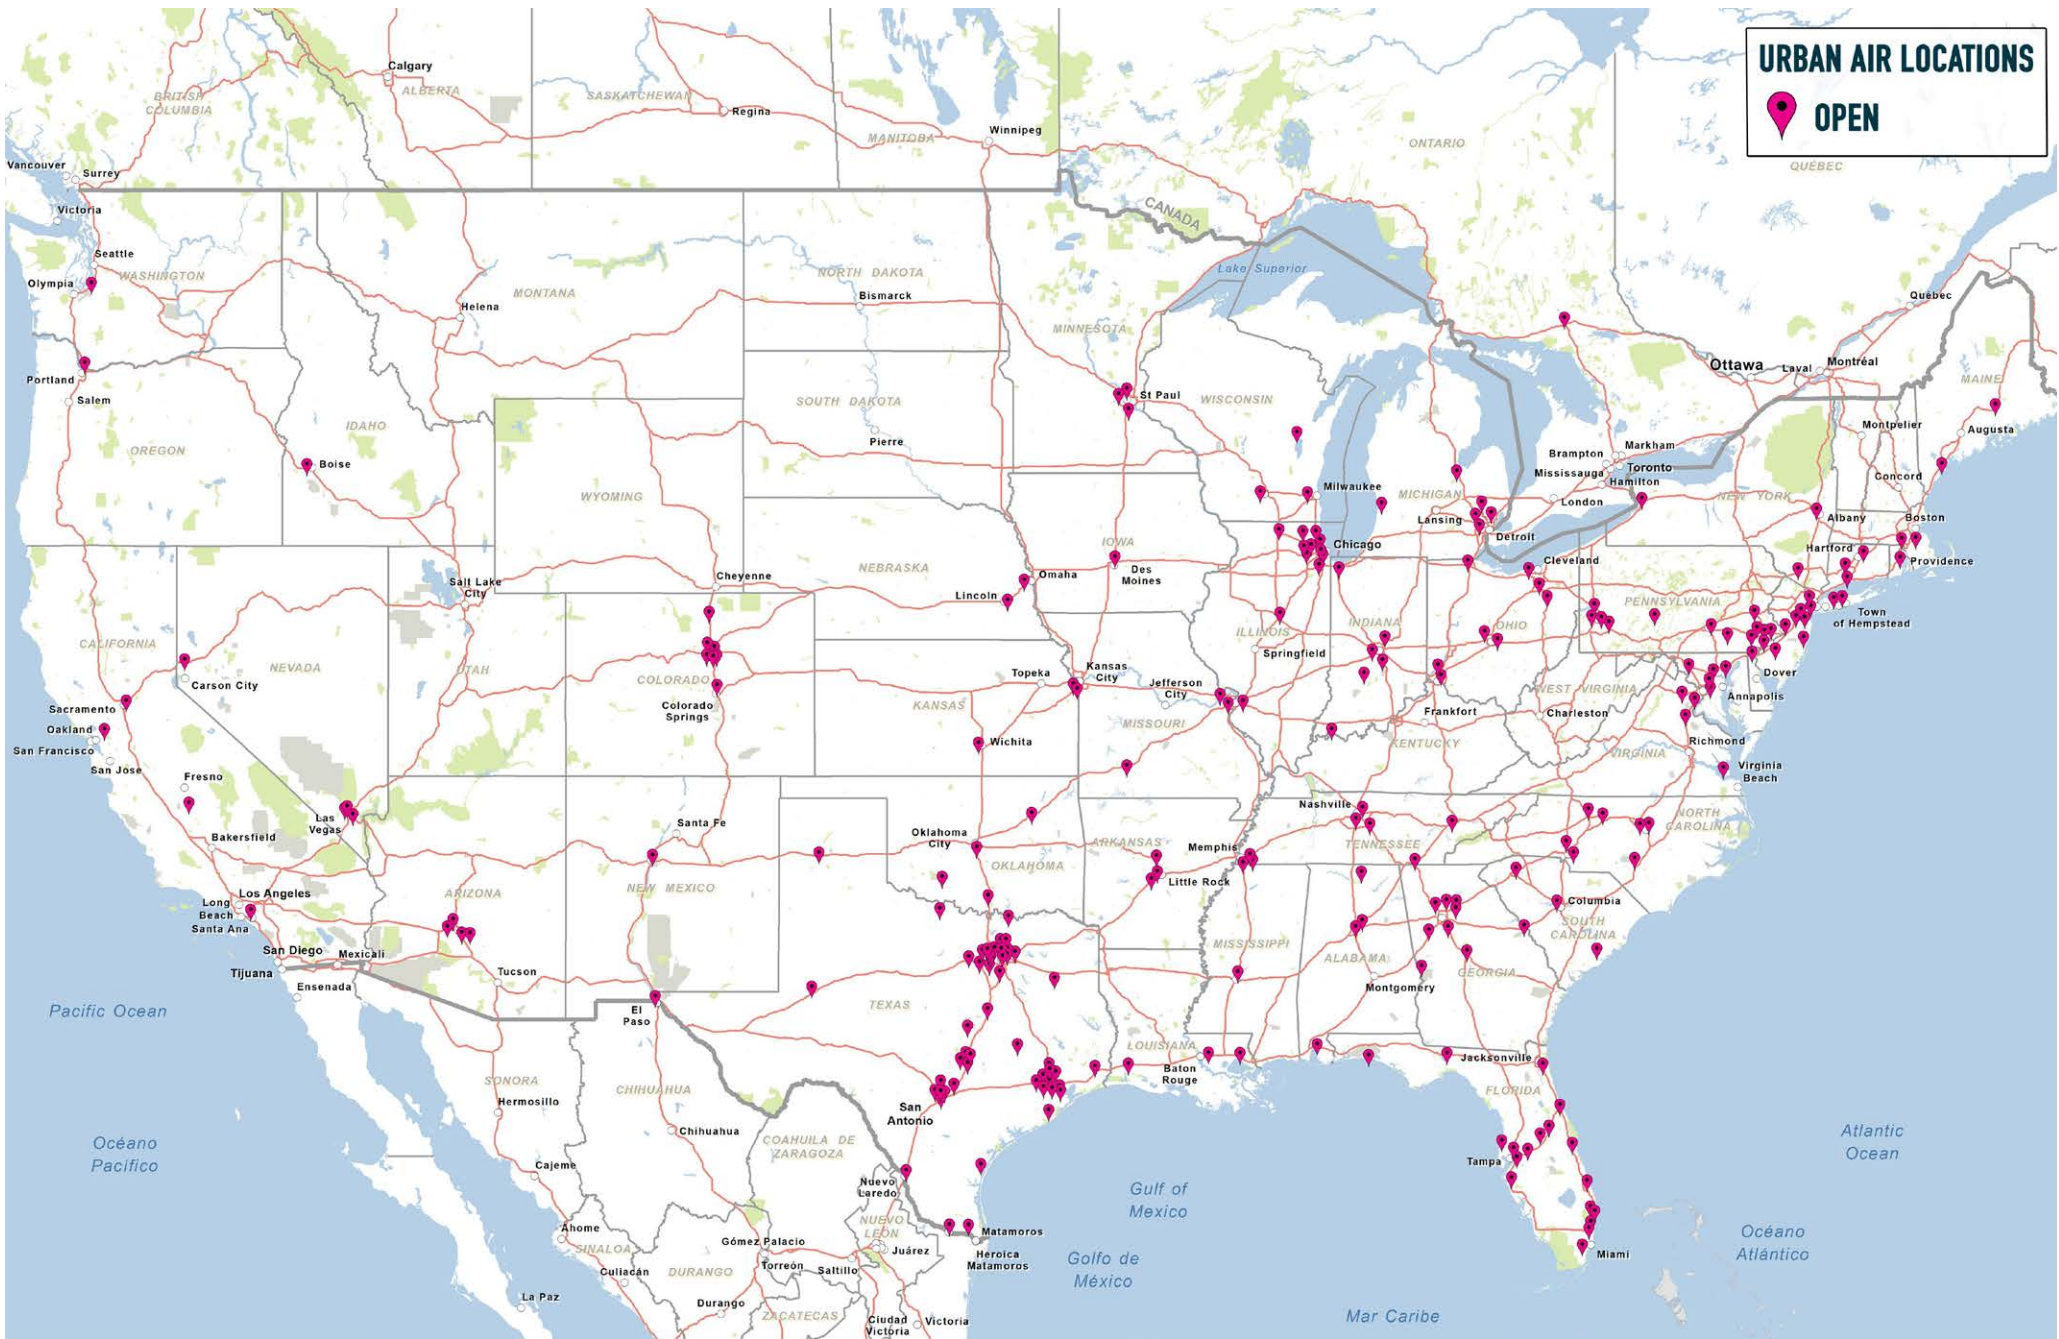 URBAN AIR LOCATIONS
OPEN
Calgary
BRITISH
COLUMBIA
ALBERTA
SASKATCHEWAN
Regina
MANITOBA
Winnipeg
ONTARIO
QUÉBEC
Vancouver
Surrey
Victoria
CANADA
Seattle
WASHINGTON
Olympia
Lake Superior
NORTH DAKOTA
Bismarck
MONTANA
Helena
MINNESOTA
Québec
Portland
Salem
Ottawa
Laval
Montréal
MAINE
St Paul
WISCONSIN
SOUTH DAKOTA
Pierre
IDAHO
OREGON
Boise
Montpelier
Augusta
Markham
Brampton
Toronto
Mississauga
Hamilton
London
Concord
WYOMING
Milwaukee
MICHIGAN
Lansing
NEW YORK
Albany
Boston
Detroit
IOWA
Chicago
Hartford
Providence
Cleveland
NEBRASKA
Salt Lake
City
Cheyenne
Omaha
Des
Moines
Lincoln
PENNSYLVANIA
Town
of Hempstead
ILLINOIS
INDIANA
OHIO
Springfield
CALIFORNIA
NEVADA
UTAH
Carson City
COLORADO
Colorado
Springs
Topeka
Kansas
City
Jefferson
City
KANSAS
MISSOURI
Dover
WEST VIRGINIA
Annapolis
Frankfort
Charleston
Sacramento
Oakland
San Francisco
San Jose
Fresno
Wichita
KENTUCKY
VIRGINIA
Richmond
Virginia
Beach
Nashville
NORTH
CAROLINA
Las
Vegas
Bakersfield
Santa Fe
Oklahoma
City
OKLAHOMA
ARKANSAS
Memphis
TENNESSEE
Little Rock
NEW MEXICO
ARIZONA
Los Angeles
Long
Beach
Santa Ana
Columbia
SOUTH
CAROLINA
San Diego
Mexicali
Tijuana
Ensenada
Tucson
MISSISSIPPI
ALABAMA
Montgomery
GEORGIA
Pacific Ocean
El
Paso
TEXAS
LOUISIANA
Baton
Rouge
Jacksonville
FLORIDA
SONORA
Hermosillo
CHIHUAHUA
Chihuahua
San
Antonio
COAHUILA DE
ZARAGOZA
Océano
Pacífico
Atlantic
Ocean
Cajeme
Tampa
Nuevo
Laredo
Gulf of
Mexico
NUEVO
LEÓN
Ahome
SINALOA
Gómez Palacio
Juárez
Matamoros
Heroica
Matamoros
Golfo de
México
Miami
Océano
Atlántico
Culiacán
DURANGO
Torreón
Saltillo
La Paz
Durango
ZACATECAS
Ciudad
Victoria
Victoria
Mar Caribe